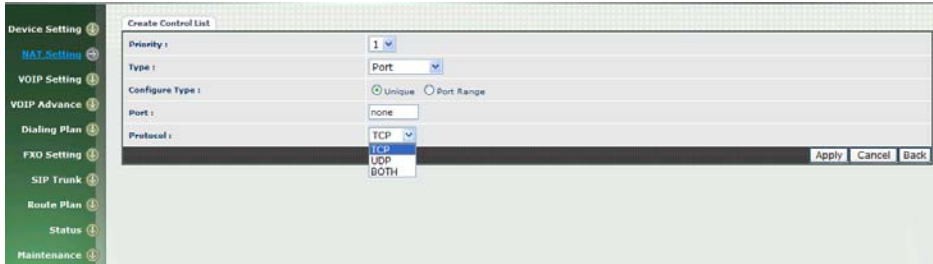 Device Setting
NAT Setting
VOIP Setting
VOIP Advance
Dialing Plan
FXO Setting
SIP Trunk
Route Plan
Status
Maintenance
Create Control List
Priority : 1
Type : Port
Configure Type : Unique Port Range
Port : none
Protocol : TCP
TCP
UDP
BOTH
Apply Cancel Back